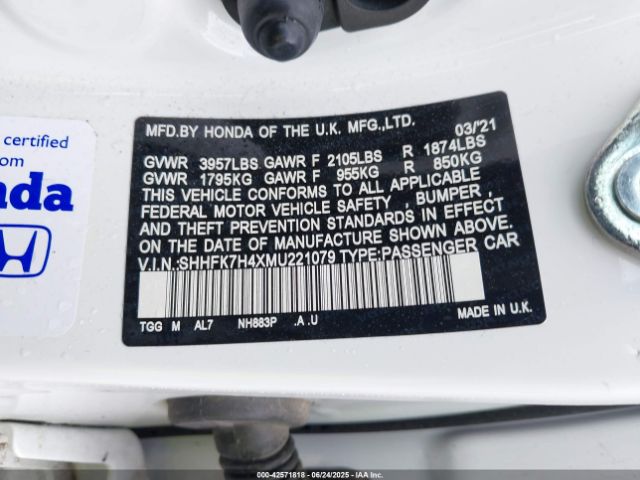 certified
om
nda
MFD.BY HONDA OF THE U.K. MFG.,LTD. 03/'21
GVWR 3957LBS GAWR F 2105LBS R 1874LBS
GVWR 1795KG GAWR F 955KG R 850KG
THIS VEHICLE CONFORMS TO ALL APPLICABLE
FEDERAL MOTOR VEHICLE SAFETY , BUMPER ,
AND THEFT PREVENTION STANDARDS IN EFFECT
ON THE DATE OF MANUFACTURE SHOWN ABOVE.
V.I.N.:SHHFK7H4XMU221079 TYPE:PASSENGER CAR
TGG M AL7 NH883P .A .U MADE IN U.K.
000-42571818 | 06/24/2025 | IAA Inc. All Rights Reserved